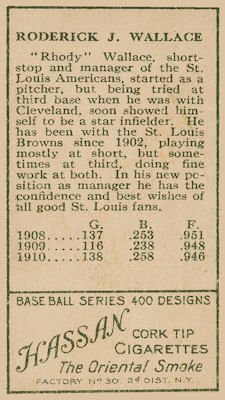 RODERICK J. WALLACE
"Rhody" Wallace, short-
stop and manager of the St.
Louis Americans, started as a
pitcher, but being tried at
third base when he was with
Cleveland, soon showed himself
to be a star infielder. He
has been with the St. Louis
Browns since 1902, playing
mostly at short, but some-
times at third, doing fine
work at both. In his new po-
sition as manager he has the
confidence and best wishes of
all good St. Louis fans.
G. B. F.
1908.....137 .253 .951
1909.....116 .238 .948
1910.....138 .258 .946
BASE BALL SERIES 400 DESIGNS
HASSAN
CORK TIP
CIGARETTES
The Oriental Smoke
FACTORY No 30. 2d DIST. N.Y.